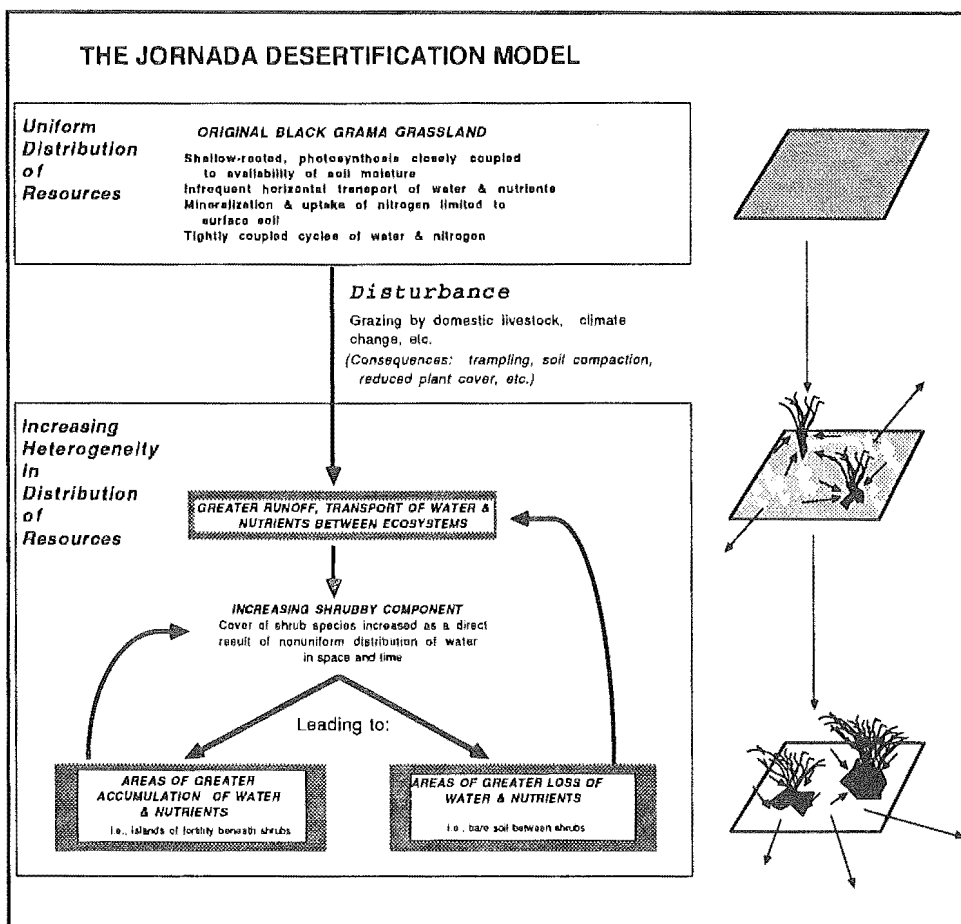 THE JORNADA DESERTIFICATION MODEL
Uniform
Distribution
of
Resources
ORIGINAL BLACK GRAMA GRASSLAND
Shallow-rooted, photosynthesis closely coupled
to availability of soil moisture
Infrequent horizontal transport of water & nutrients
Mineralization & uptake of nitrogen limited to
surface soil
Tightly coupled cycles of water & nitrogen
Disturbance
Grazing by domestic livestock, climate
change, etc.
(Consequences: trampling, soil compaction,
reduced plant cover, etc.)
Increasing
Heterogeneity
in
Distribution
of
Resources
GREATER RUNOFF, TRANSPORT OF WATER &
NUTRIENTS BETWEEN ECOSYSTEMS
INCREASING SHRUBBY COMPONENT
Cover of shrub species increased as a direct
result of nonuniform distribution of water
in space and time
Leading to:
AREAS OF GREATER
ACCUMULATION OF WATER
& NUTRIENTS
i.e., islands of fertility beneath shrubs
AREAS OF GREATER LOSS OF
WATER & NUTRIENTS
i.e., bare soil between shrubs